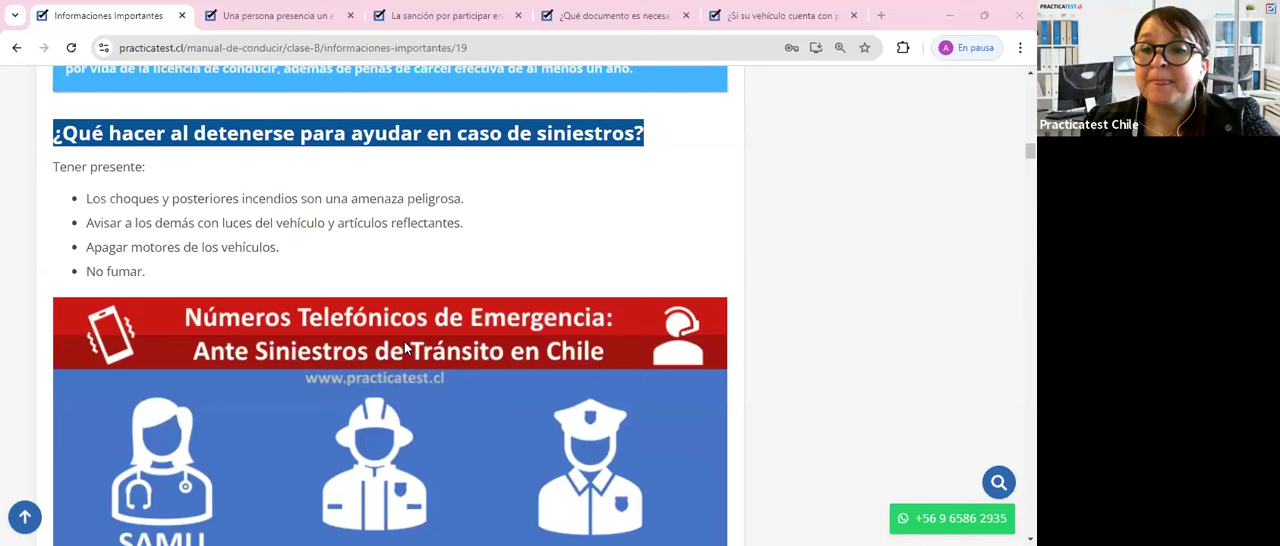 Informaciones Importantes
Una persona presencia un a
La sanción por participar e
¿Qué documento es necesa
¿Si su vehículo cuenta con p
practicatest.cl/manual-de-conducir/clase-B/informaciones-importantes/19
A En pausa
por vida de la licencia de conducir, además de penas de cárcel efectiva de al menos un año.
¿Qué hacer al detenerse para ayudar en caso de siniestros?
Tener presente:
Los choques y posteriores incendios son una amenaza peligrosa.
Avisar a los demás con luces del vehículo y artículos reflectantes.
Apagar motores de los vehículos.
No fumar.
Números Telefónicos de Emergencia:
Ante Siniestros de Tránsito en Chile
www.practicatest.cl
SAMU
+56 9 6586 2935
PRACTICATEST.CL
Practicatest Chile